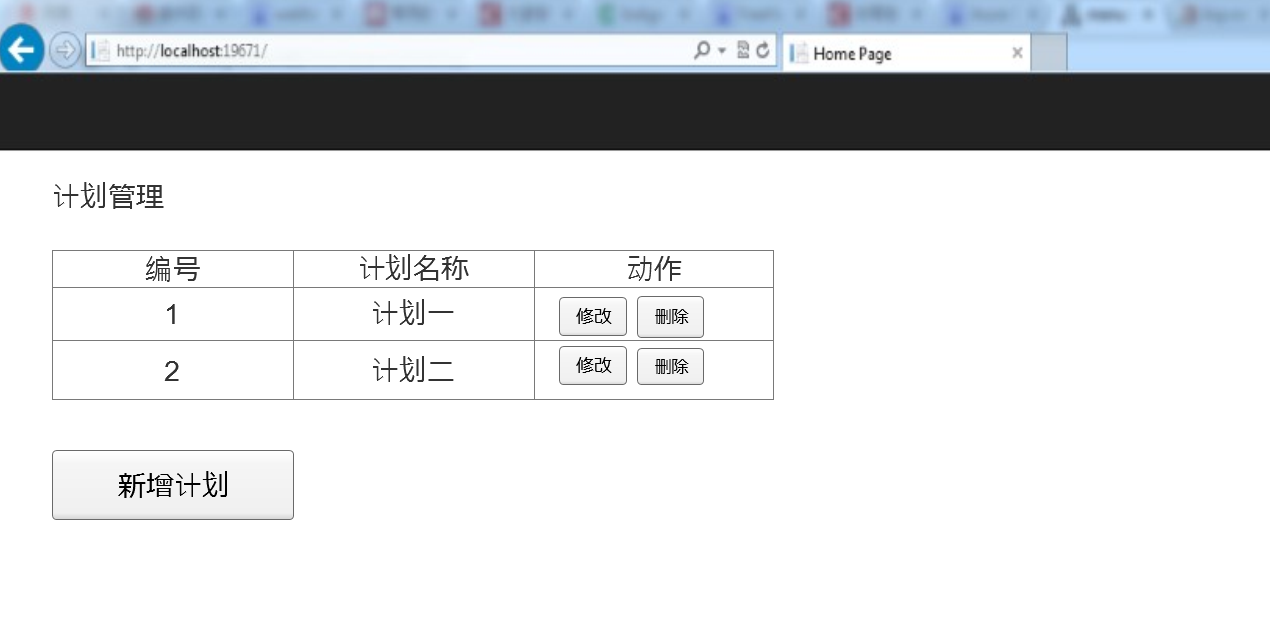 http://localhost:19671/ Home Page
计划管理
编号 计划名称 动作
1 计划一 修改 删除
2 计划二 修改 删除
新增计划